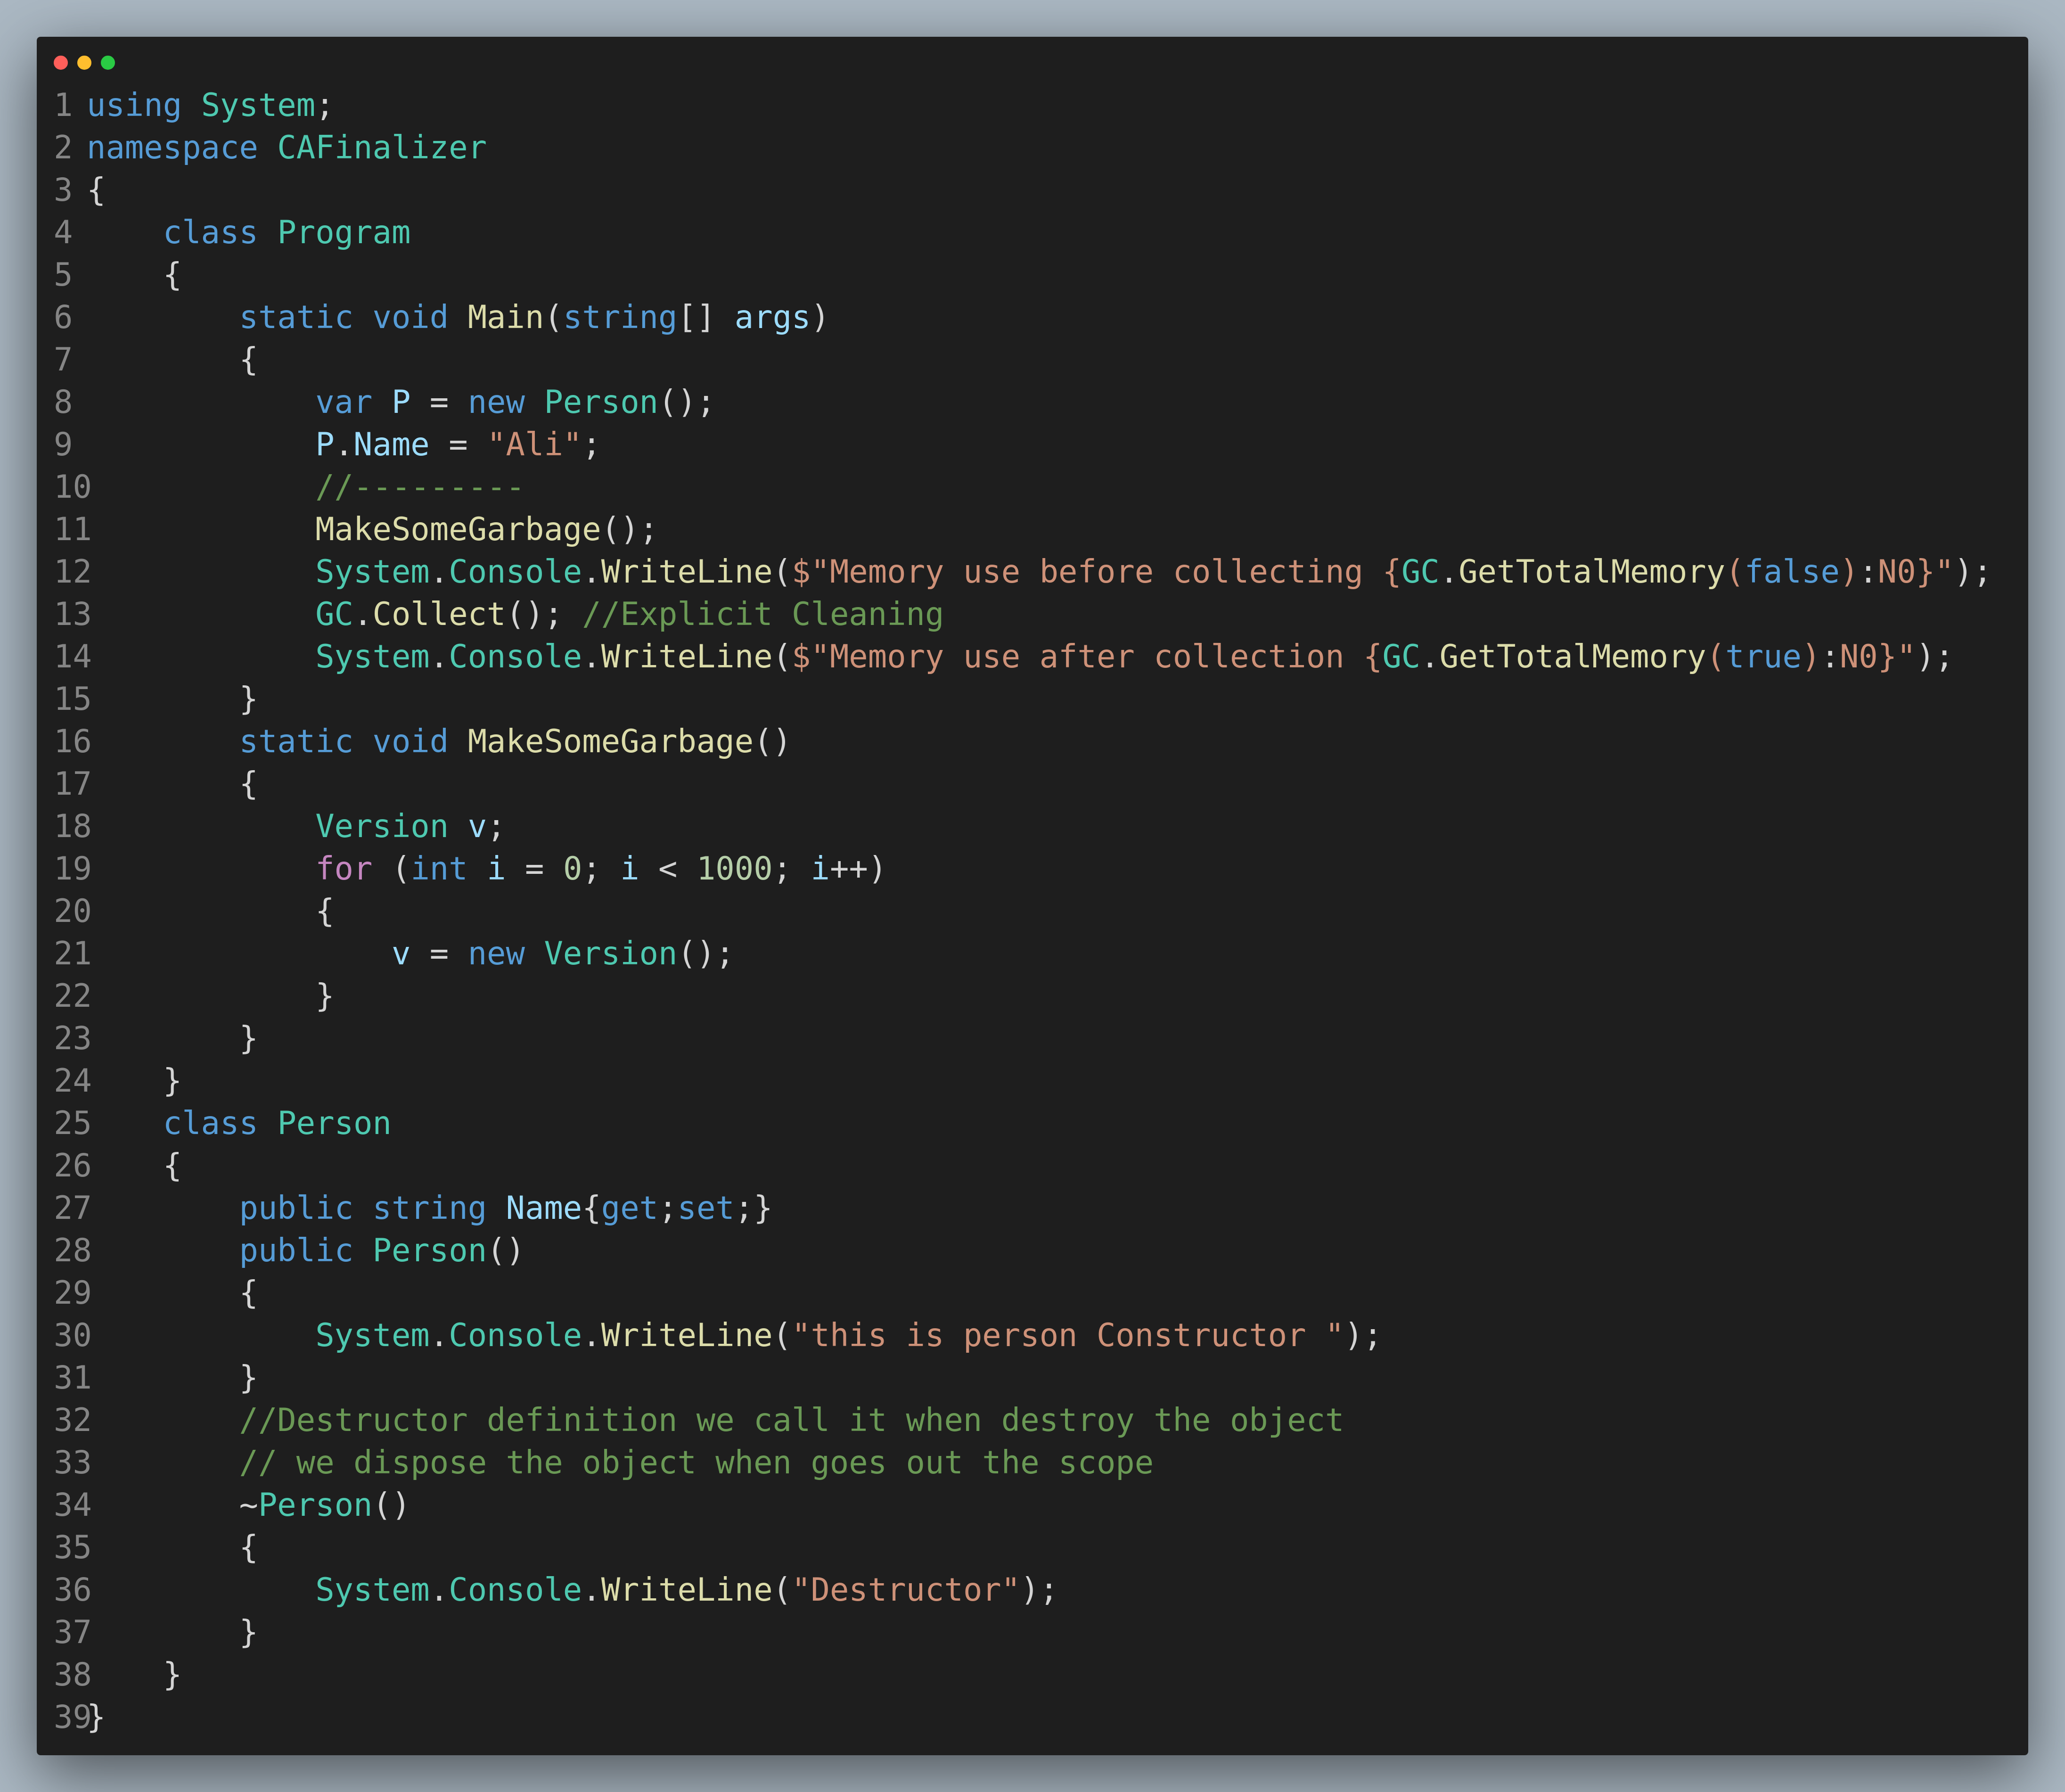 1 using System;
2 namespace CAFinalizer
3 {
4     class Program
5     {
6         static void Main(string[] args)
7         {
8             var P = new Person();
9             P.Name = "Ali";
10             //---------
11             MakeSomeGarbage();
12             System.Console.WriteLine($"Memory use before collecting {GC.GetTotalMemory(false):N0}");
13             GC.Collect(); //Explicit Cleaning
14             System.Console.WriteLine($"Memory use after collection {GC.GetTotalMemory(true):N0}");
15         }
16         static void MakeSomeGarbage()
17         {
18             Version v;
19             for (int i = 0; i < 1000; i++)
20             {
21                 v = new Version();
22             }
23         }
24     }
25     class Person
26     {
27         public string Name{get;set;}
28         public Person()
29         {
30             System.Console.WriteLine("this is person Constructor ");
31         }
32         //Destructor definition we call it when destroy the object
33         // we dispose the object when goes out the scope
34         ~Person()
35         {
36             System.Console.WriteLine("Destructor");
37         }
38     }
39 }